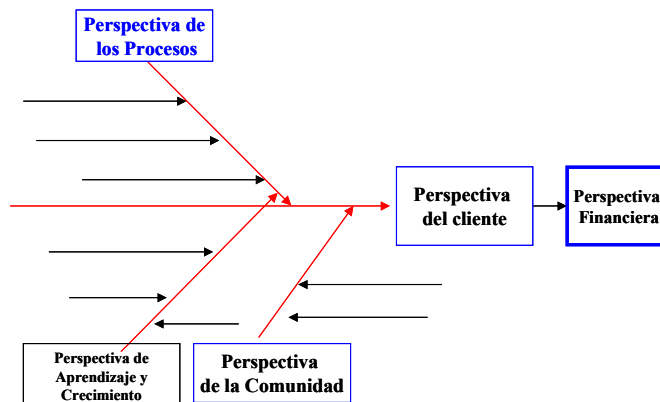 Perspectiva de
los Procesos
Perspectiva
del cliente
Perspectiva
Financiera
Perspectiva de
Aprendizaje y
Crecimiento
Perspectiva
de la Comunidad